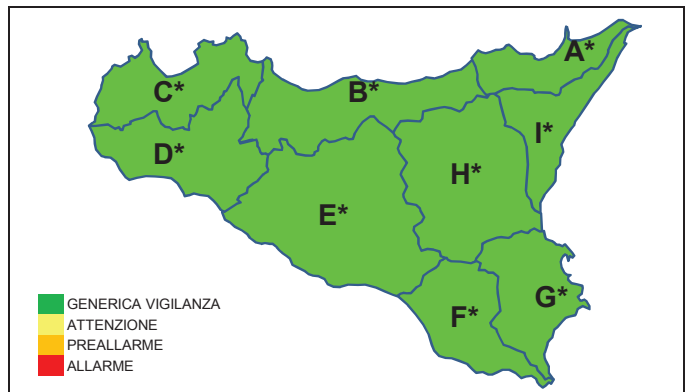 A*
C*
B*
I*
D*
H*
E*
G*
F*
GENERICA VIGILANZA
ATTENZIONE
PREALLARME
ALLARME